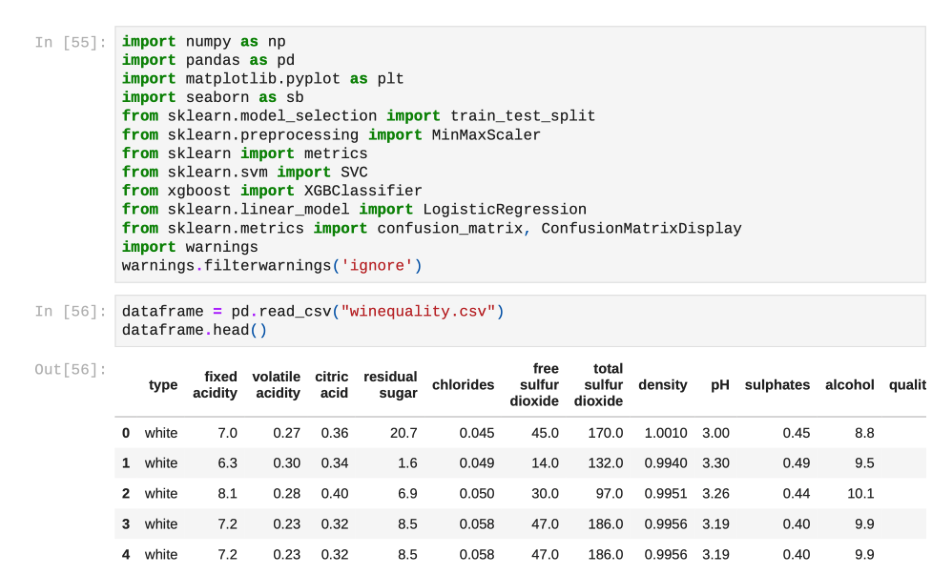 In [55]: import numpy as np
import pandas as pd
import matplotlib.pyplot as plt
import seaborn as sb
from sklearn.model_selection import train_test_split
from sklearn.preprocessing import MinMaxScaler
from sklearn import metrics
from sklearn.svm import SVC
from xgboost import XGBClassifier
from sklearn.linear_model import LogisticRegression
from sklearn.metrics import confusion_matrix, ConfusionMatrixDisplay
import warnings
warnings.filterwarnings('ignore')
In [56]: dataframe = pd.read_csv("winequality.csv")
dataframe.head()
Out[56]:
type fixed acidity volatile acidity citric acid residual sugar chlorides free sulfur dioxide total sulfur dioxide density pH sulphates alcohol qualit
0 white 7.0 0.27 0.36 20.7 0.045 45.0 170.0 1.0010 3.00 0.45 8.8
1 white 6.3 0.30 0.34 1.6 0.049 14.0 132.0 0.9940 3.30 0.49 9.5
2 white 8.1 0.28 0.40 6.9 0.050 30.0 97.0 0.9951 3.26 0.44 10.1
3 white 7.2 0.23 0.32 8.5 0.058 47.0 186.0 0.9956 3.19 0.40 9.9
4 white 7.2 0.23 0.32 8.5 0.058 47.0 186.0 0.9956 3.19 0.40 9.9